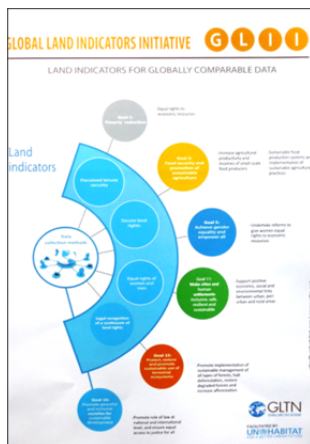 GLOBAL LAND INDICATORS INITIATIVE GLII
LAND INDICATORS FOR GLOBALLY COMPARABLE DATA
Goal 1:
Poverty reduction
Equal rights to
economic resources
Land
indicators
Goal 2:
Food security and
promotion of
sustainable
agriculture
Increase agricultural
productivity and
incomes of small-scale
food producers
Sustainable food
production systems
implementation of
sustainable agriculture
practices
Perceived tenure
security
Secure land
rights
Data
collection methods
Goal 5:
Achieve gender
equality and
empower all
Undertake reforms to
give women equal
rights to economic
resources
Equal rights of
women and
men
Goal 11:
Make cities and
human
settlements
inclusive, safe,
resilient and
sustainable
Support positive
economic, social and
environmental links
between urban, peri
urban and rural areas
Legal recognition
of a continuum of
land rights
Goal 15:
Protect, restore
and promote
sustainable use of
terrestrial
ecosystems
Promote implementation of
sustainable management of
all types of forests, halt
deforestation, restore
degraded forests and
increase afforestation
Goal 16:
Promote peaceful
and inclusive
societies for
sustainable
development
Promote rule of law at
national and international
level, and ensure equal
access to justice for all
GLTN
FACILITATED BY
UN-HABITAT
FOR A BETTER URBAN FUTURE